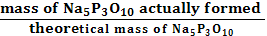 mass of Na₅P₃O₁₀ actually formed
theoretical mass of Na₅P₃O₁₀